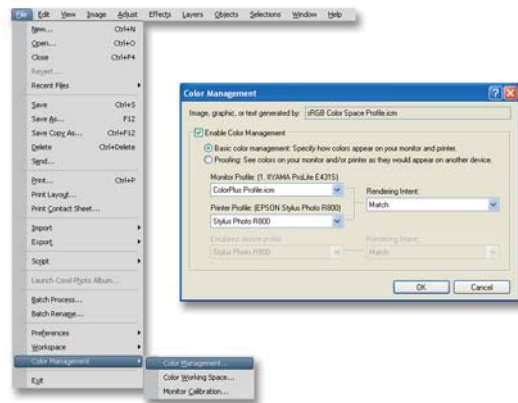 File Edit View Image Adjust Effects Layers Objects Selections Window Help
New... Ctrl+N
Open... Ctrl+O
Close Ctrl+F4
Revert...
Recent Files
Save Ctrl+S
Save As... F12
Save Copy As... Ctrl+F12
Delete Ctrl+Delete
Send...
Print... Ctrl+P
Print Layout...
Print Contact Sheet...
Import
Export
Script
Launch Corel Photo Album...
Batch Process...
Batch Rename...
Preferences
Workspace
Color Management
Exit
Color Management...
Color Working Space...
Monitor Calibration...
Color Management
Image, graphic, or text generated by: sRGB Color Space Profile.icm
Enable Color Management
Basic color management: Specify how colors appear on your monitor and printer.
Proofing: See colors on your monitor and/or printer as they would appear on another device.
Monitor Profile: (1. IIYAMA ProLite E431S)
ColorPlus Profile.icm
Rendering Intent:
Match
Printer Profile: (EPSON Stylus Photo R800)
Stylus Photo R800
Emulated device profile
Rendering Intent:
Stylus Photo R800
Match
OK Cancel